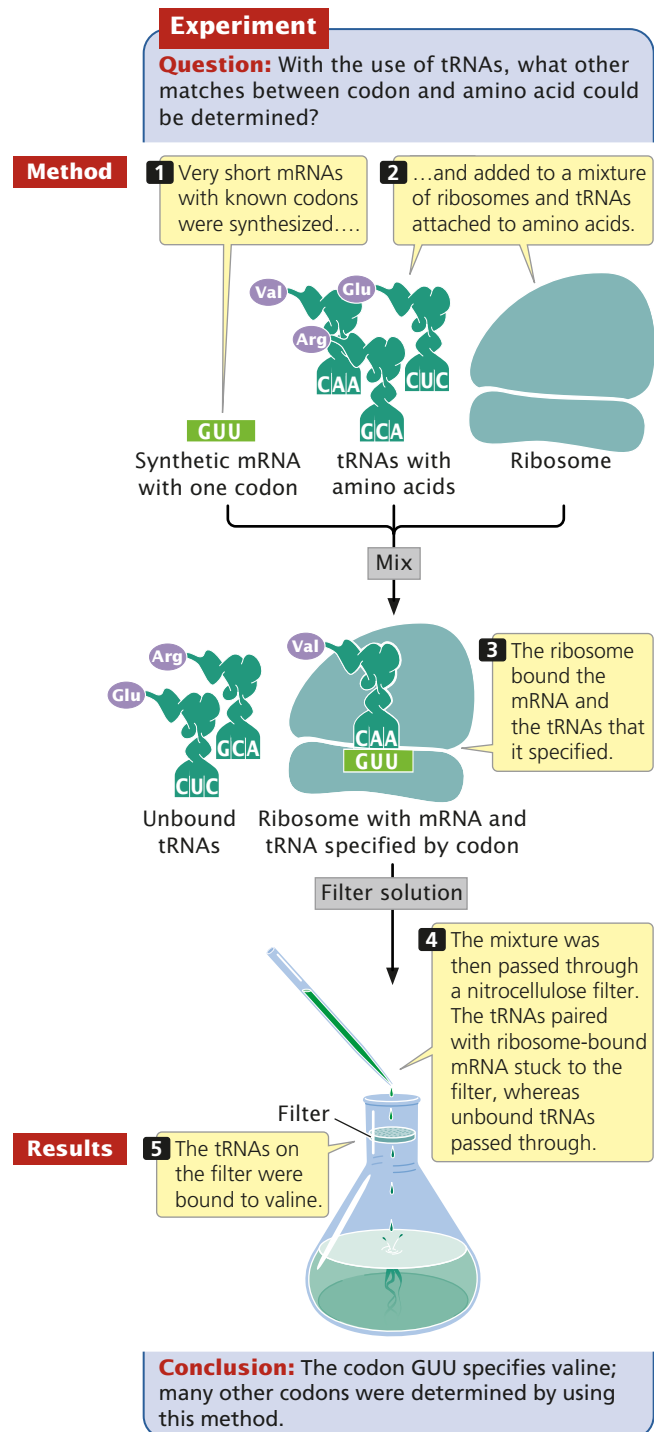 Experiment
Question: With the use of tRNAs, what other
matches between codon and amino acid could
be determined?
Method
1 Very short mRNAs
with known codons
were synthesized....
2 ...and added to a mixture
of ribosomes and tRNAs
attached to amino acids.
Val
Glu
Arg
CAA
CUC
GCA
GUU
Synthetic mRNA
with one codon
tRNAs with
amino acids
Ribosome
Mix
Arg
Glu
GCA
CUC
Val
CAA
GUU
3 The ribosome
bound the
mRNA and
the tRNAs that
it specified.
Unbound
tRNAs
Ribosome with mRNA and
tRNA specified by codon
Filter solution
4 The mixture was
then passed through
a nitrocellulose filter.
The tRNAs paired
with ribosome-bound
mRNA stuck to the
filter, whereas
unbound tRNAs
passed through.
Filter
Results
5 The tRNAs on
the filter were
bound to valine.
Conclusion: The codon GUU specifies valine;
many other codons were determined by using
this method.